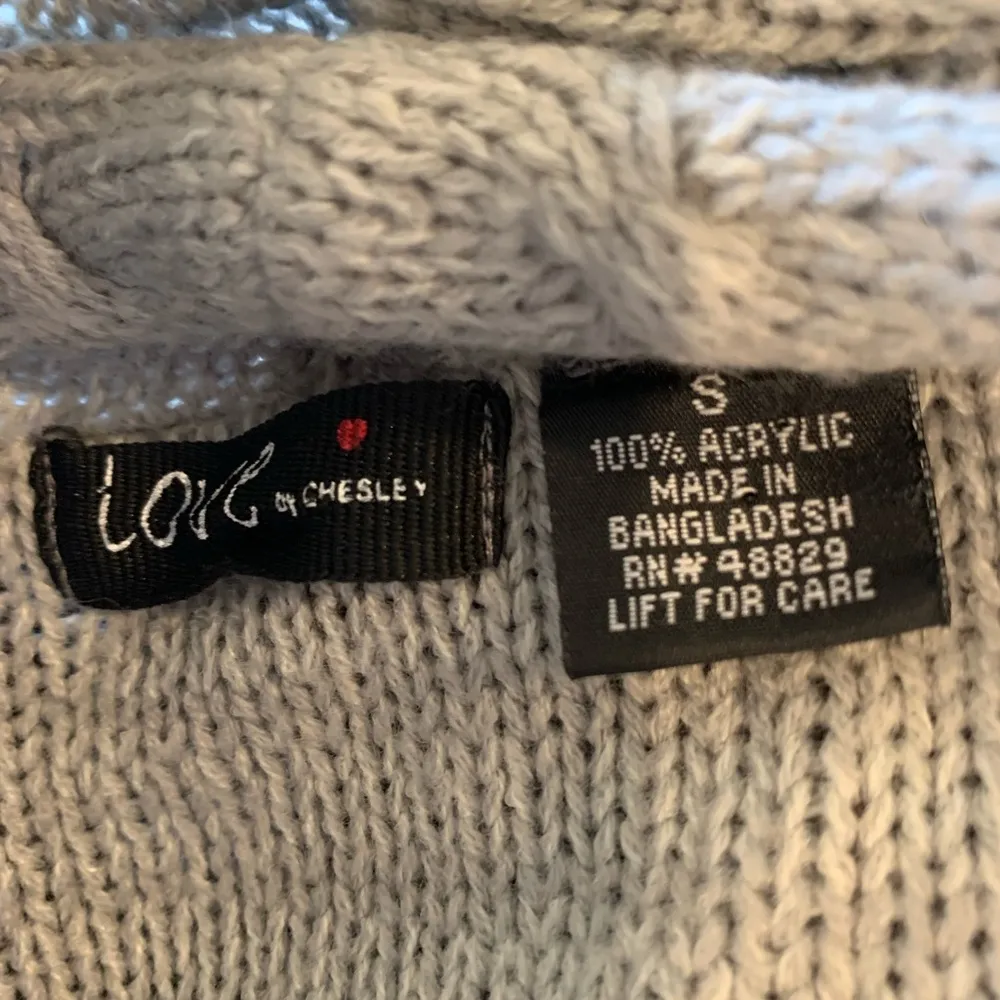 Love by CHESLEY
S
100% ACRYLIC
MADE IN
BANGLADESH
RN# 48829
LIFT FOR CARE